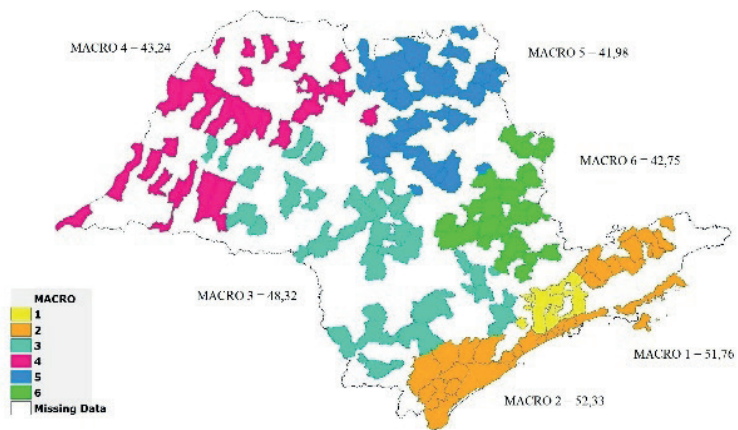 MACRO 4 – 43,24
MACRO 5 – 41,98
MACRO 6 – 42,75
MACRO 3 – 48,32
MACRO 1 – 51,76
MACRO 2 – 52,33
MACRO
1
2
3
4
5
6
Missing Data